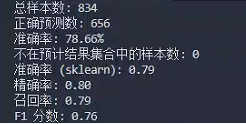 总样本数: 834
正确预测数: 656
准确率: 78.66%
不在预计结果集合中的样本数: 0
准确率 (sklearn): 0.79
精确率: 0.80
召回率: 0.79
F1 分数: 0.76